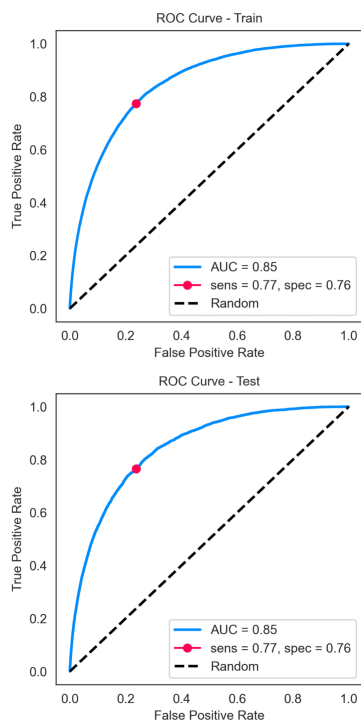 ROC Curve - Train
1.0
0.8
0.6
0.4
0.2
0.0
True Positive Rate
AUC = 0.85
sens = 0.77, spec = 0.76
Random
0.0 0.2 0.4 0.6 0.8 1.0
False Positive Rate
ROC Curve - Test
1.0
0.8
0.6
0.4
0.2
0.0
True Positive Rate
AUC = 0.85
sens = 0.77, spec = 0.76
Random
0.0 0.2 0.4 0.6 0.8 1.0
False Positive Rate